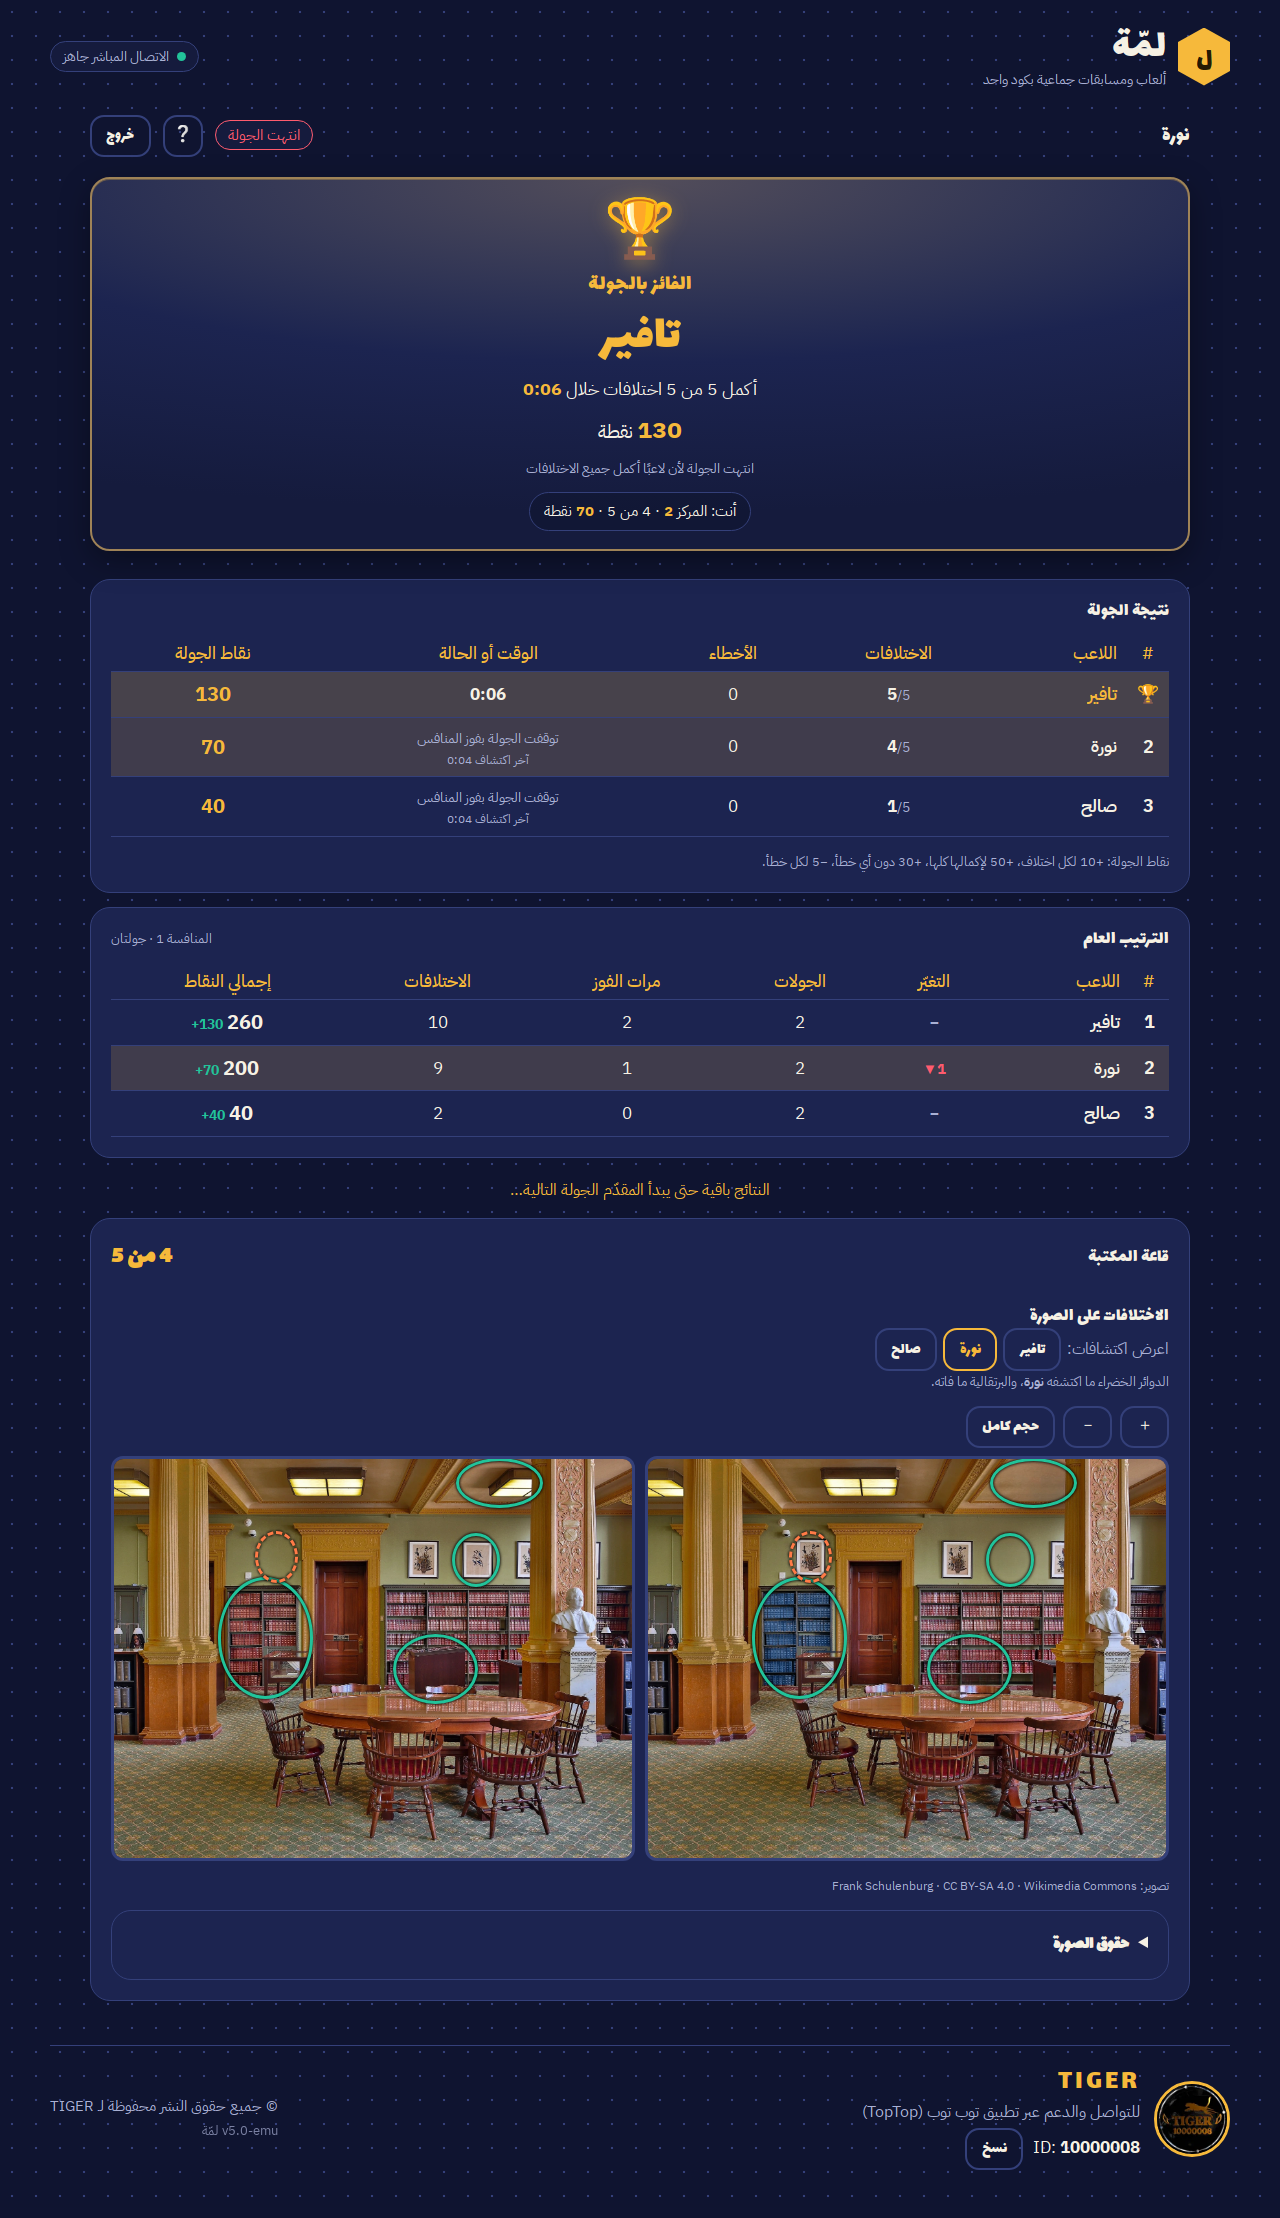 ل
لمّة
ألعاب ومسابقات جماعية بكود واحد
الاتصال المباشر جاهز
نورة
انتهت الجولة
?
خروج
الفائز بالجولة
تافير
أكمل 5 من 5 اختلافات خلال 0:06
130 نقطة
انتهت الجولة لأن لاعبًا أكمل جميع الاختلافات
أنت: المركز 2 · 4 من 5 · 70 نقطة
نتيجة الجولة
# اللاعب الاختلافات الأخطاء الوقت أو الحالة نقاط الجولة
تافير 5/5 0 0:06 130
2 نورة 4/5 0 توقفت الجولة بفوز المنافس 70
آخر اكتشاف 0:04
3 صالح 1/5 0 توقفت الجولة بفوز المنافس 40
آخر اكتشاف 0:04
نقاط الجولة: +10 لكل اختلاف، +50 لإكمالها كلها، +30 دون أي خطأ، −5 لكل خطأ.
الترتيب العام
المنافسة 1 · جولتان
# اللاعب التغيّر الجولات مرات الفوز الاختلافات إجمالي النقاط
1 تافير – 2 2 10 260 +130
2 نورة ▼1 2 1 9 200 +70
3 صالح – 2 0 2 40 +40
النتائج باقية حتى يبدأ المقدّم الجولة التالية…
قاعة المكتبة
4 من 5
الاختلافات على الصورة
اعرض اكتشافات: تافير نورة صالح
الدوائر الخضراء ما اكتشفه نورة، والبرتقالية ما فاته.
+ − حجم كامل
تصوير: Frank Schulenburg · CC BY-SA 4.0 · Wikimedia Commons
حقوق الصورة
TIGER
10000008
TIGER
للتواصل والدعم عبر تطبيق توب توب (TopTop)
ID: 10000008
نسخ
© جميع حقوق النشر محفوظة لـ TIGER
لمّة v5.0-emu